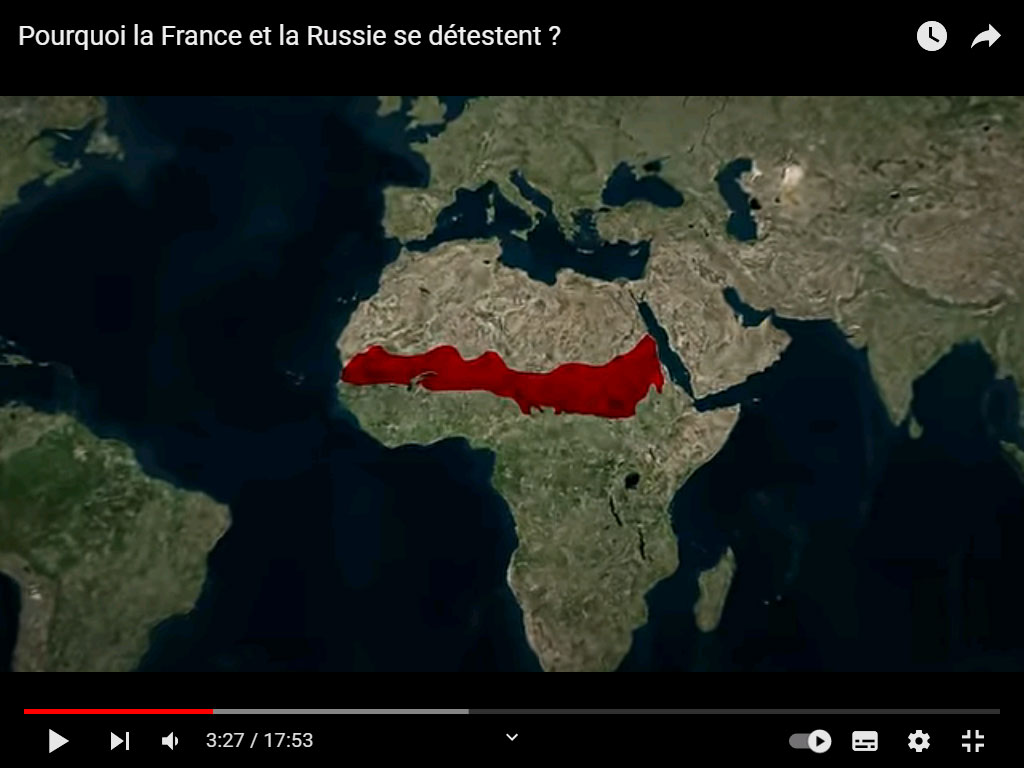 Pourquoi la France et la Russie se détestent ?
3:27 / 17:53